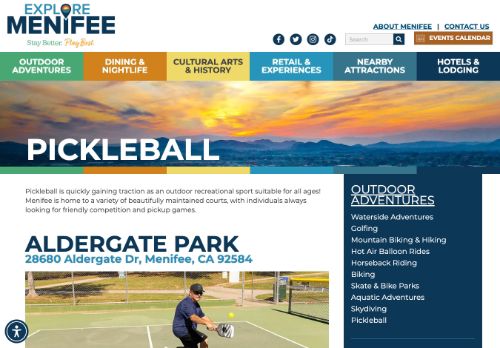 EXPLORE
MENIFEE
Stay Better. Play Best.
ABOUT MENIFEE | CONTACT US
Search
EVENTS CALENDAR
OUTDOOR
ADVENTURES
DINING &
NIGHTLIFE
CULTURAL ARTS
& HISTORY
RETAIL &
EXPERIENCES
NEARBY
ATTRACTIONS
HOTELS &
LODGING
PICKLEBALL
Pickleball is quickly gaining traction as an outdoor recreational sport suitable for all ages!
Menifee is home to a variety of beautifully maintained courts, with individuals always
looking for friendly competition and pickup games.
ALDERGATE PARK
28680 Aldergate Dr, Menifee, CA 92584
OUTDOOR
ADVENTURES
Waterside Adventures
Golfing
Mountain Biking & Hiking
Hot Air Balloon Rides
Horseback Riding
Biking
Skate & Bike Parks
Aquatic Adventures
Skydiving
Pickleball